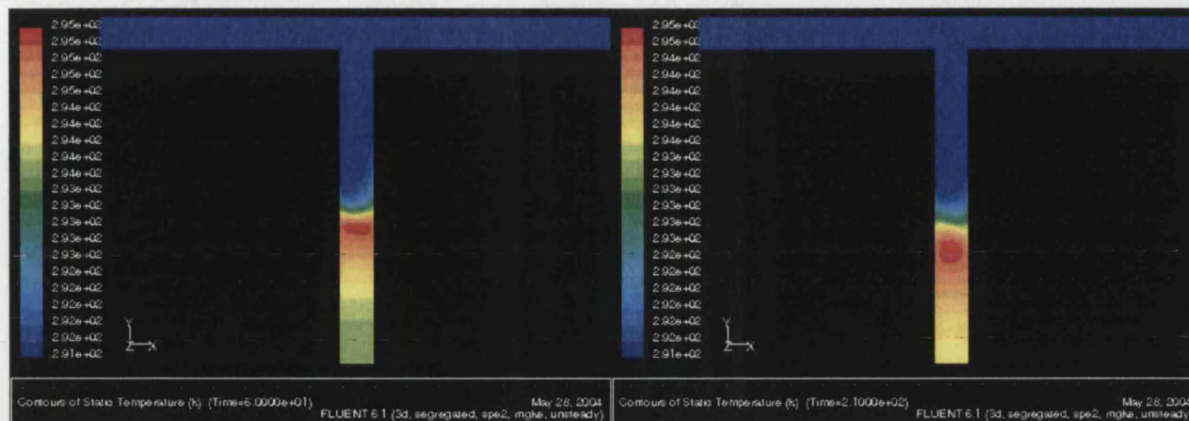 2.95e+02
2.95e+02
2.95e+02
2.95e+02
2.95e+02
2.94e+02
2.94e+02
2.94e+02
2.94e+02
2.93e+02
2.93e+02
2.93e+02
2.93e+02
2.93e+02
2.92e+02
2.92e+02
2.92e+02
2.92e+02
2.92e+02
2.92e+02
2.91e+02
Y
Z X
Contours of Static Temperature (k) (Time=6.0000e+01)
May 28, 2004
FLUENT 6.1 (3d, segregated, spe2, rngke, unsteady)
2.95e+02
2.95e+02
2.95e+02
2.95e+02
2.95e+02
2.94e+02
2.94e+02
2.94e+02
2.94e+02
2.93e+02
2.93e+02
2.93e+02
2.93e+02
2.93e+02
2.92e+02
2.92e+02
2.92e+02
2.92e+02
2.92e+02
2.92e+02
2.91e+02
Y
Z X
Contours of Static Temperature (k) (Time=2.1000e+02)
May 28, 2004
FLUENT 6.1 (3d, segregated, spe2, rngke, unsteady)